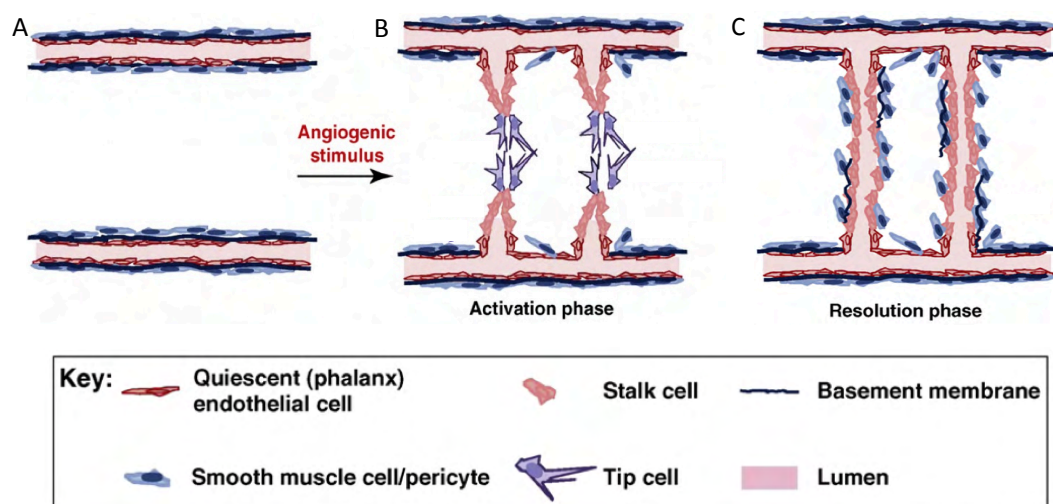 A
B
C
Angiogenic
stimulus
Activation phase
Resolution phase
Key:
Quiescent (phalanx)
endothelial cell
Stalk cell
Basement membrane
Smooth muscle cell/pericyte
Tip cell
Lumen